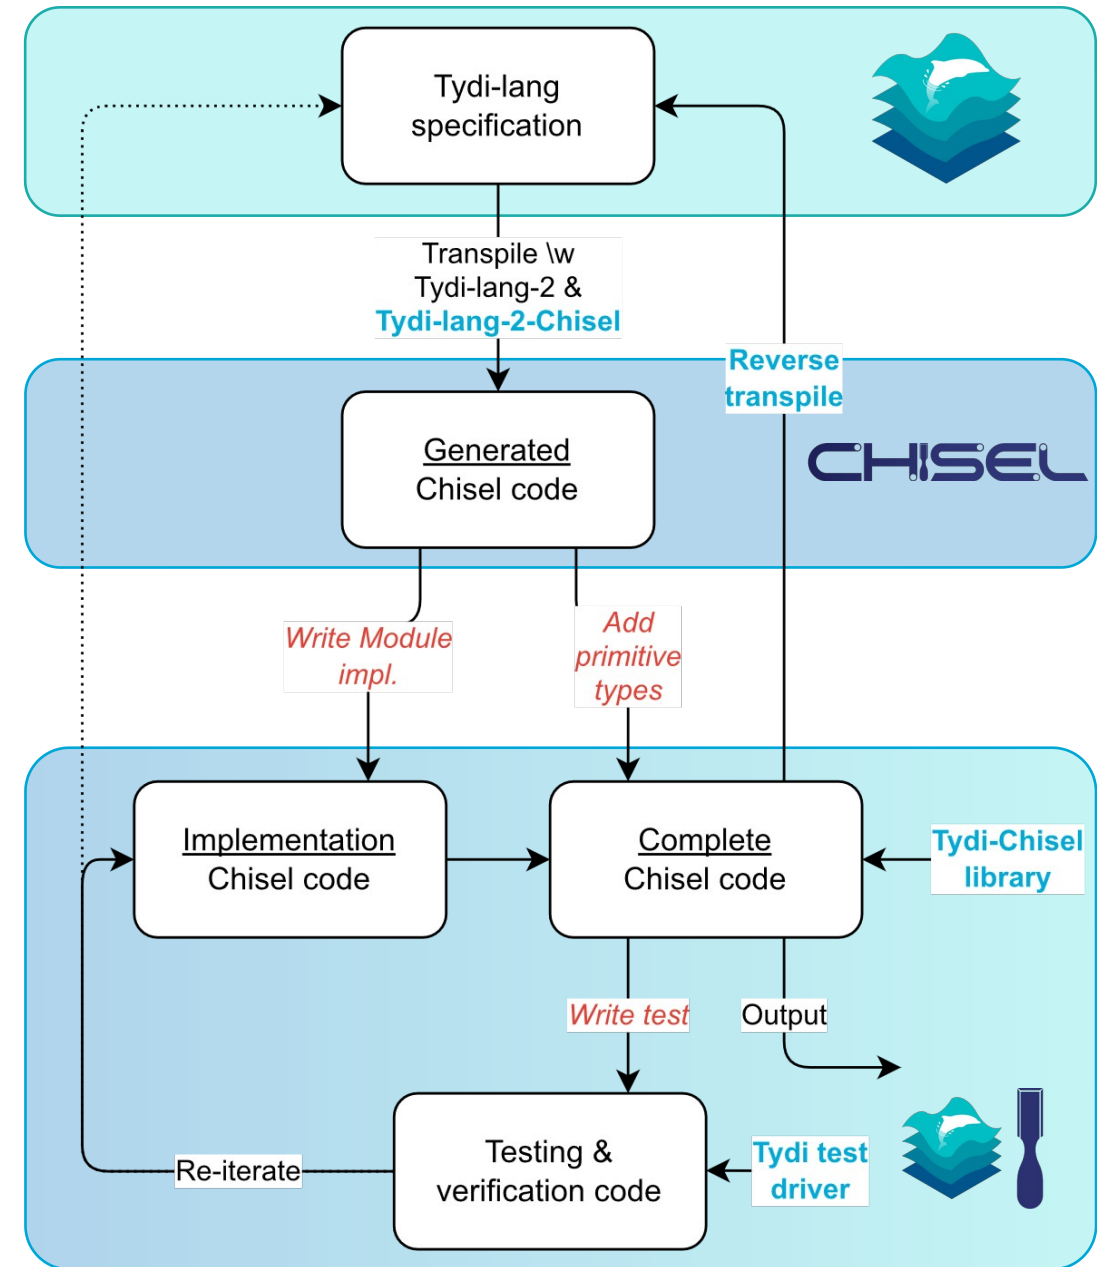 Tydi-lang
specification
Transpile \w
Tydi-lang-2 &
Tydi-lang-2-Chisel
Reverse
transpile
Generated
Chisel code
CHISEL
Write Module
impl.
Add
primitive
types
Implementation
Chisel code
Complete
Chisel code
Tydi-Chisel
library
Write test
Output
Testing &
verification code
Tydi test
driver
Re-iterate